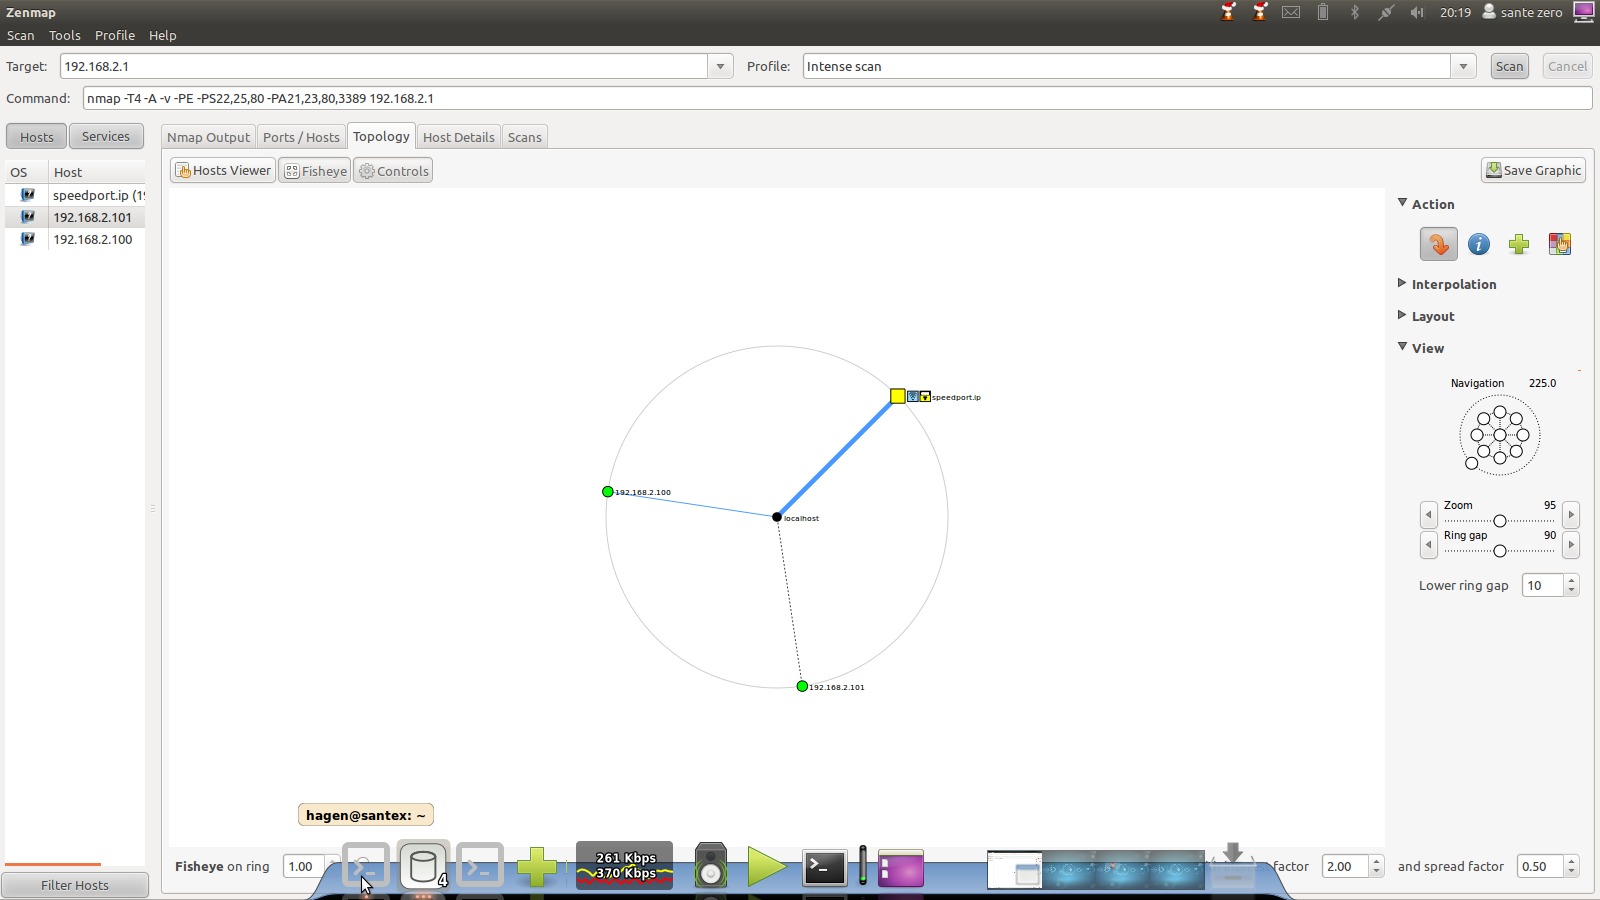 Zenmap
20:19 sante zero
Scan Tools Profile Help
Target: 192.168.2.1 Profile: Intense scan Scan Cancel
Command: nmap -T4 -A -v -PE -PS22,25,80 -PA21,23,80,3389 192.168.2.1
Hosts Services
Nmap Output Ports / Hosts Topology Host Details Scans
OS Host
speedport.ip (19
192.168.2.101
192.168.2.100
Hosts Viewer Fisheye Controls Save Graphic
Action
Interpolation
Layout
View
Navigation 225.0
Zoom 95
Ring gap 90
Lower ring gap 10
speedport.ip
192.168.2.100
localhost
192.168.2.101
hagen@santex: ~
Filter Hosts
Fisheye on ring 1.00
4
261 Kbps
370 Kbps
factor 2.00 and spread factor 0.50